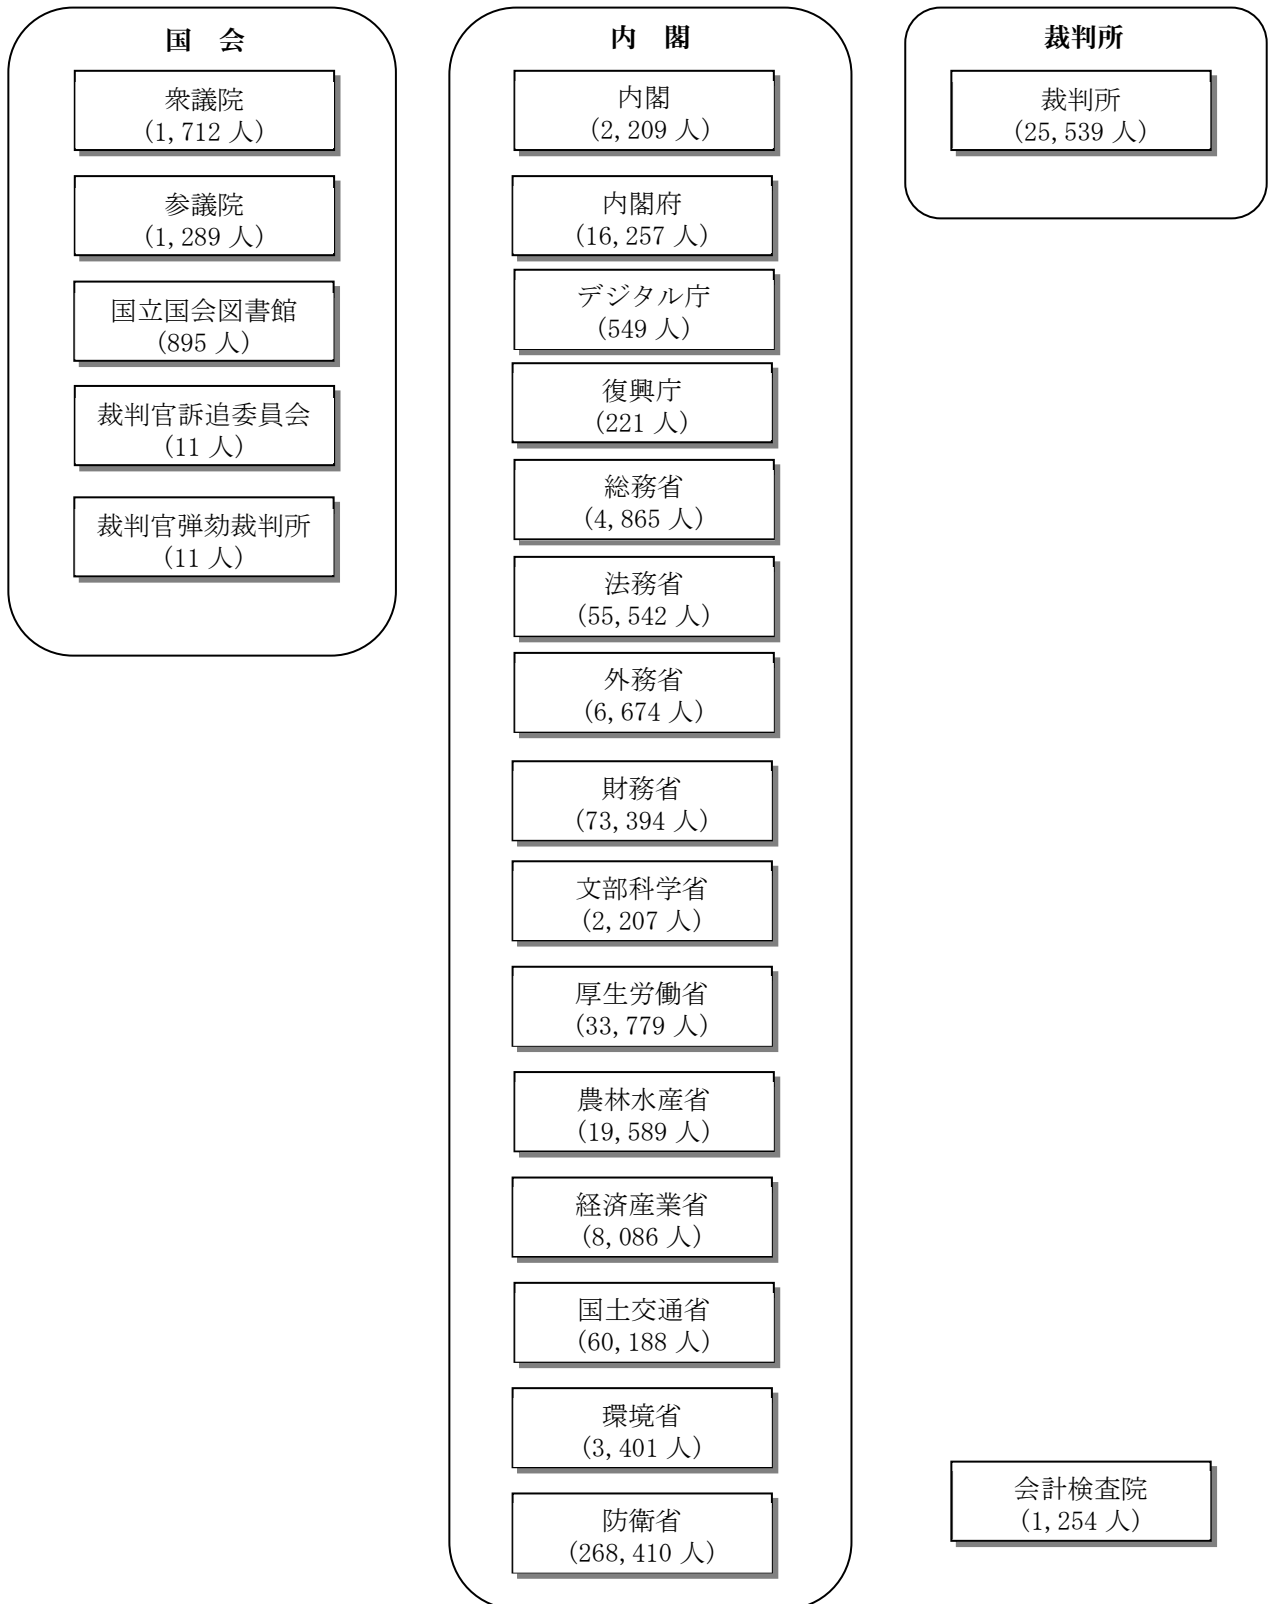 国　会
衆議院
(1,712 人)
参議院
(1,289 人)
国立国会図書館
(895 人)
裁判官訴追委員会
(11 人)
裁判官弾劾裁判所
(11 人)
内　閣
内閣
(2,209 人)
内閣府
(16,257 人)
デジタル庁
(549 人)
復興庁
(221 人)
総務省
(4,865 人)
法務省
(55,542 人)
外務省
(6,674 人)
財務省
(73,394 人)
文部科学省
(2,207 人)
厚生労働省
(33,779 人)
農林水産省
(19,589 人)
経済産業省
(8,086 人)
国土交通省
(60,188 人)
環境省
(3,401 人)
防衛省
(268,410 人)
裁判所
裁判所
(25,539 人)
会計検査院
(1,254 人)